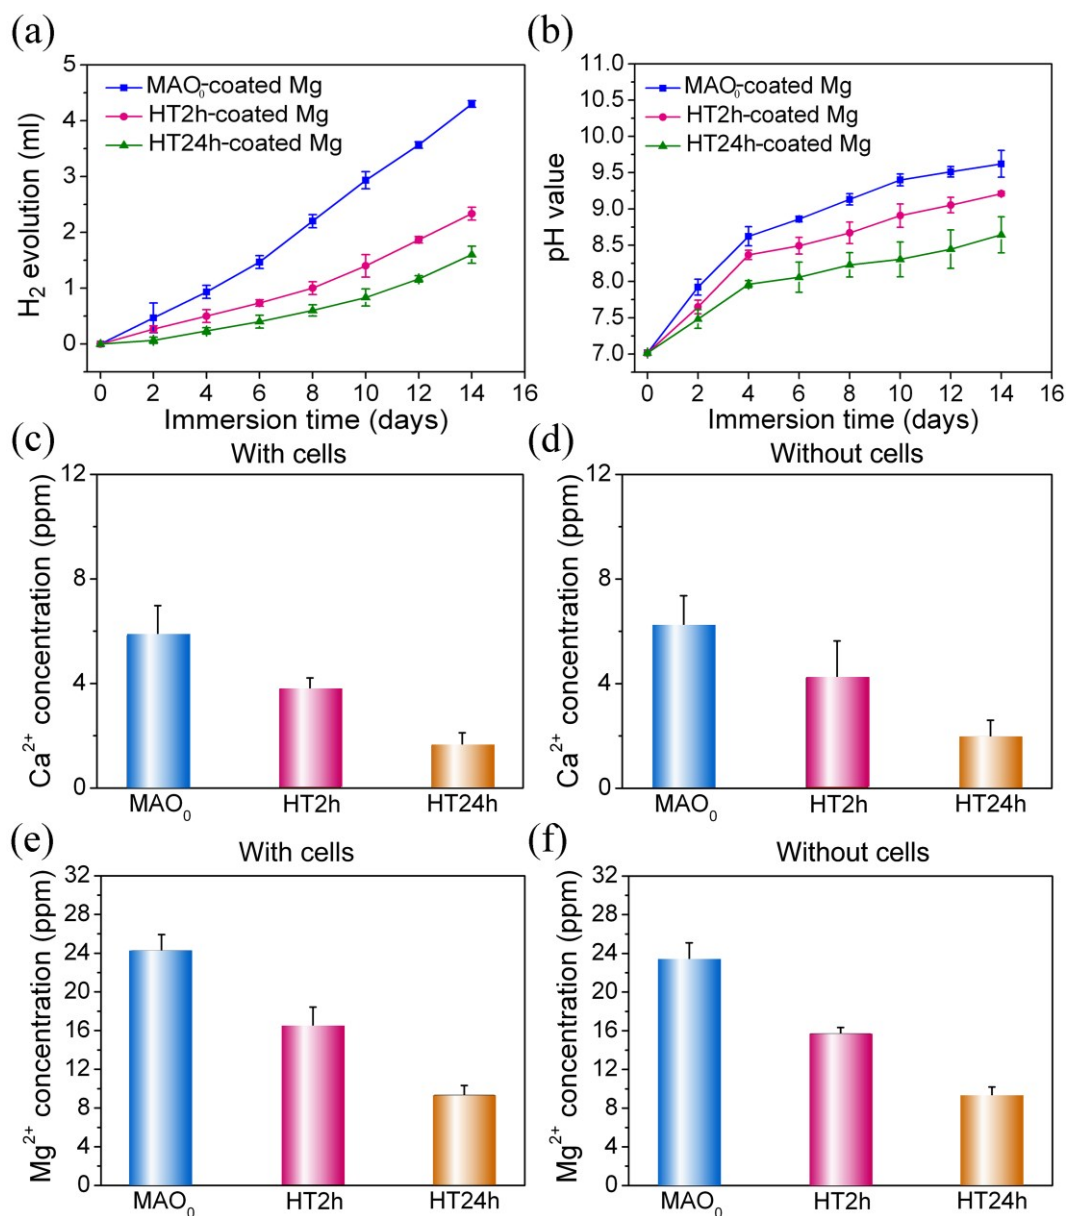 (a)
H₂ evolution (ml)
5
4
3
2
1
0
MAO₀-coated Mg
HT2h-coated Mg
HT24h-coated Mg
0 2 4 6 8 10 12 14 16
Immersion time (days)
(b)
pH value
11.0
10.5
10.0
9.5
9.0
8.5
8.0
7.5
7.0
MAO₀-coated Mg
HT2h-coated Mg
HT24h-coated Mg
0 2 4 6 8 10 12 14 16
Immersion time (days)
(c)
With cells
Ca²⁺ concentration (ppm)
12
8
4
0
MAO₀ HT2h HT24h
(d)
Without cells
Ca²⁺ concentration (ppm)
12
8
4
0
MAO₀ HT2h HT24h
(e)
With cells
Mg²⁺ concentration (ppm)
32
28
24
20
16
12
8
4
0
MAO₀ HT2h HT24h
(f)
Without cells
Mg²⁺ concentration (ppm)
32
28
24
20
16
12
8
4
0
MAO₀ HT2h HT24h